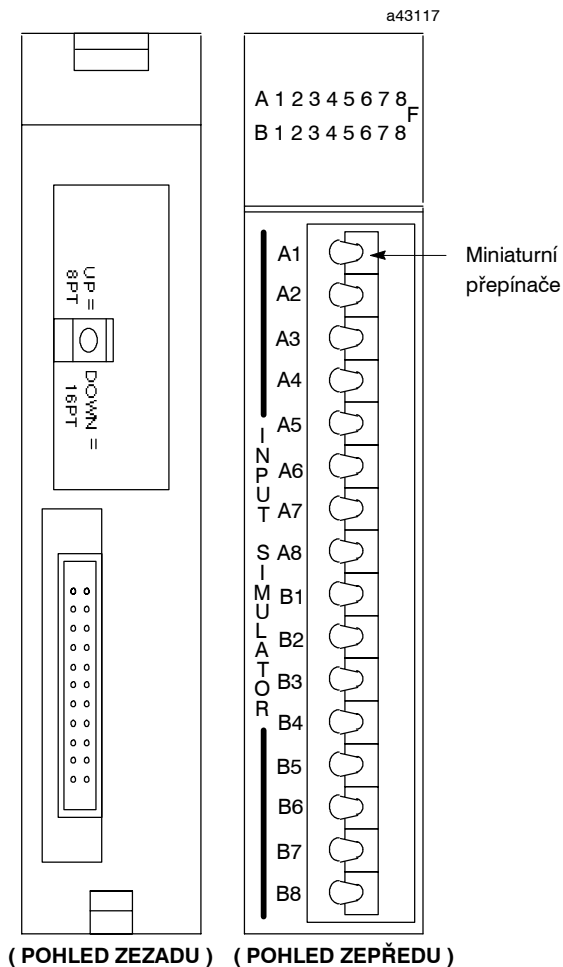 a43117
A 1 2 3 4 5 6 7 8
F
B 1 2 3 4 5 6 7 8
UP =
8PT
DOWN =
16PT
INPUT SIMULATOR
A1
A2
A3
A4
A5
A6
A7
A8
B1
B2
B3
B4
B5
B6
B7
B8
Miniaturní
přepínače
( POHLED ZEZADU )
( POHLED ZEPŘEDU )